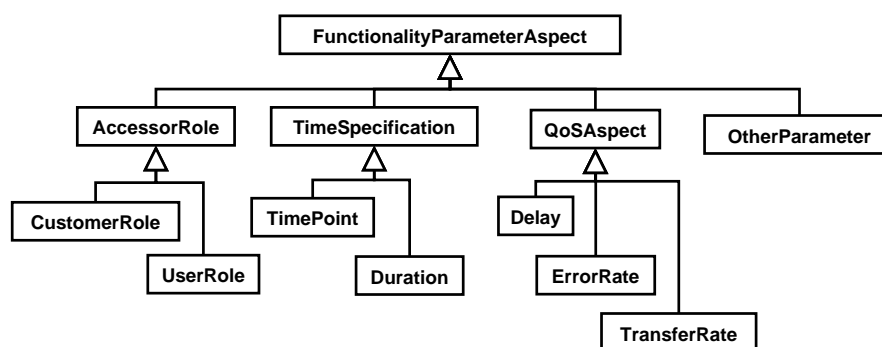 FunctionalityParameterAspect
AccessorRole
TimeSpecification
QoSAspect
OtherParameter
CustomerRole
TimePoint
Delay
UserRole
Duration
ErrorRate
TransferRate